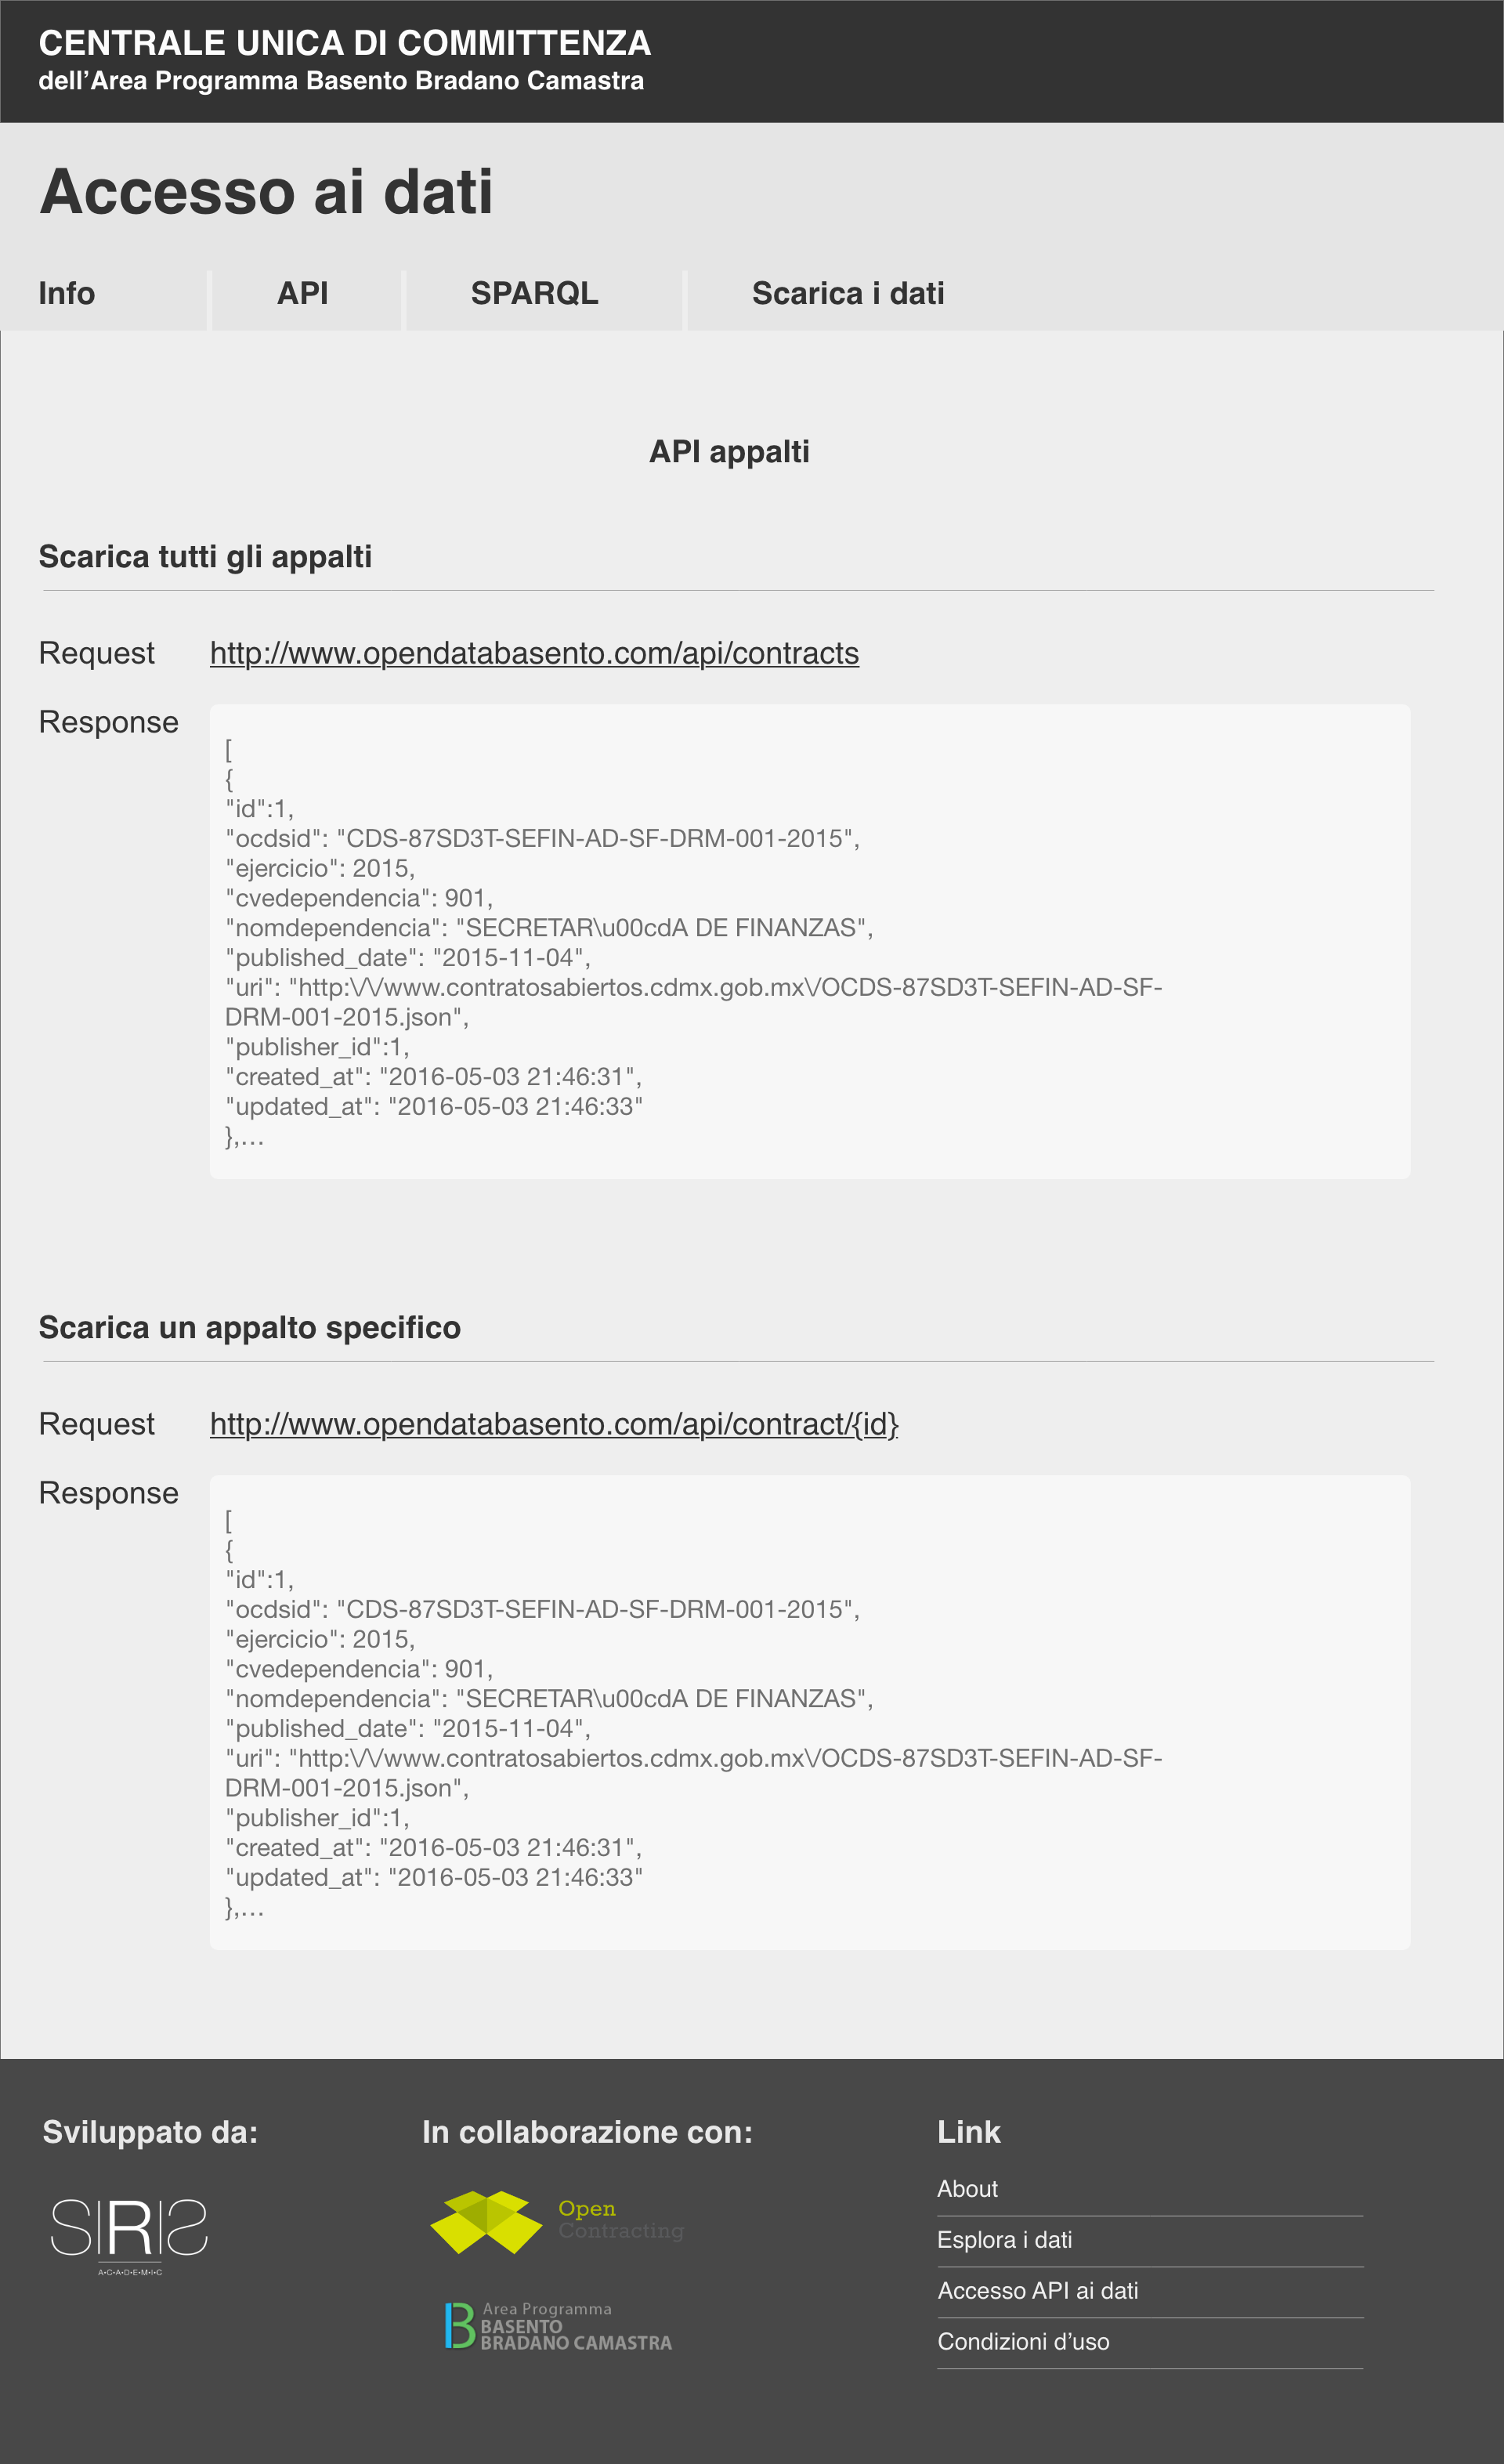 CENTRALE UNICA DI COMMITTENZA
dell’Area Programma Basento Bradano Camastra
Accesso ai dati
Info
API
SPARQL
Scarica i dati
API appalti
Scarica tutti gli appalti
Request
http://www.opendatabasento.com/api/contracts
Response
[
{
"id":1,
"ocdsid": "CDS-87SD3T-SEFIN-AD-SF-DRM-001-2015",
"ejercicio": 2015,
"cvedependencia": 901,
"nomdependencia": "SECRETAR\u00cdA DE FINANZAS",
"published_date": "2015-11-04",
"uri": "http:\/\/www.contratosabiertos.cdmx.gob.mx\/OCDS-87SD3T-SEFIN-AD-SF-
DRM-001-2015.json",
"publisher_id":1,
"created_at": "2016-05-03 21:46:31",
"updated_at": "2016-05-03 21:46:33"
},…
Scarica un appalto specifico
Request
http://www.opendatabasento.com/api/contract/{id}
Response
[
{
"id":1,
"ocdsid": "CDS-87SD3T-SEFIN-AD-SF-DRM-001-2015",
"ejercicio": 2015,
"cvedependencia": 901,
"nomdependencia": "SECRETAR\u00cdA DE FINANZAS",
"published_date": "2015-11-04",
"uri": "http:\/\/www.contratosabiertos.cdmx.gob.mx\/OCDS-87SD3T-SEFIN-AD-SF-
DRM-001-2015.json",
"publisher_id":1,
"created_at": "2016-05-03 21:46:31",
"updated_at": "2016-05-03 21:46:33"
},…
Sviluppato da:
SIRIS
A•C•A•D•E•M•I•C
In collaborazione con:
Open
Contracting
B
Area Programma
BASENTO
BRADANO CAMASTRA
Link
About
Esplora i dati
Accesso API ai dati
Condizioni d’uso